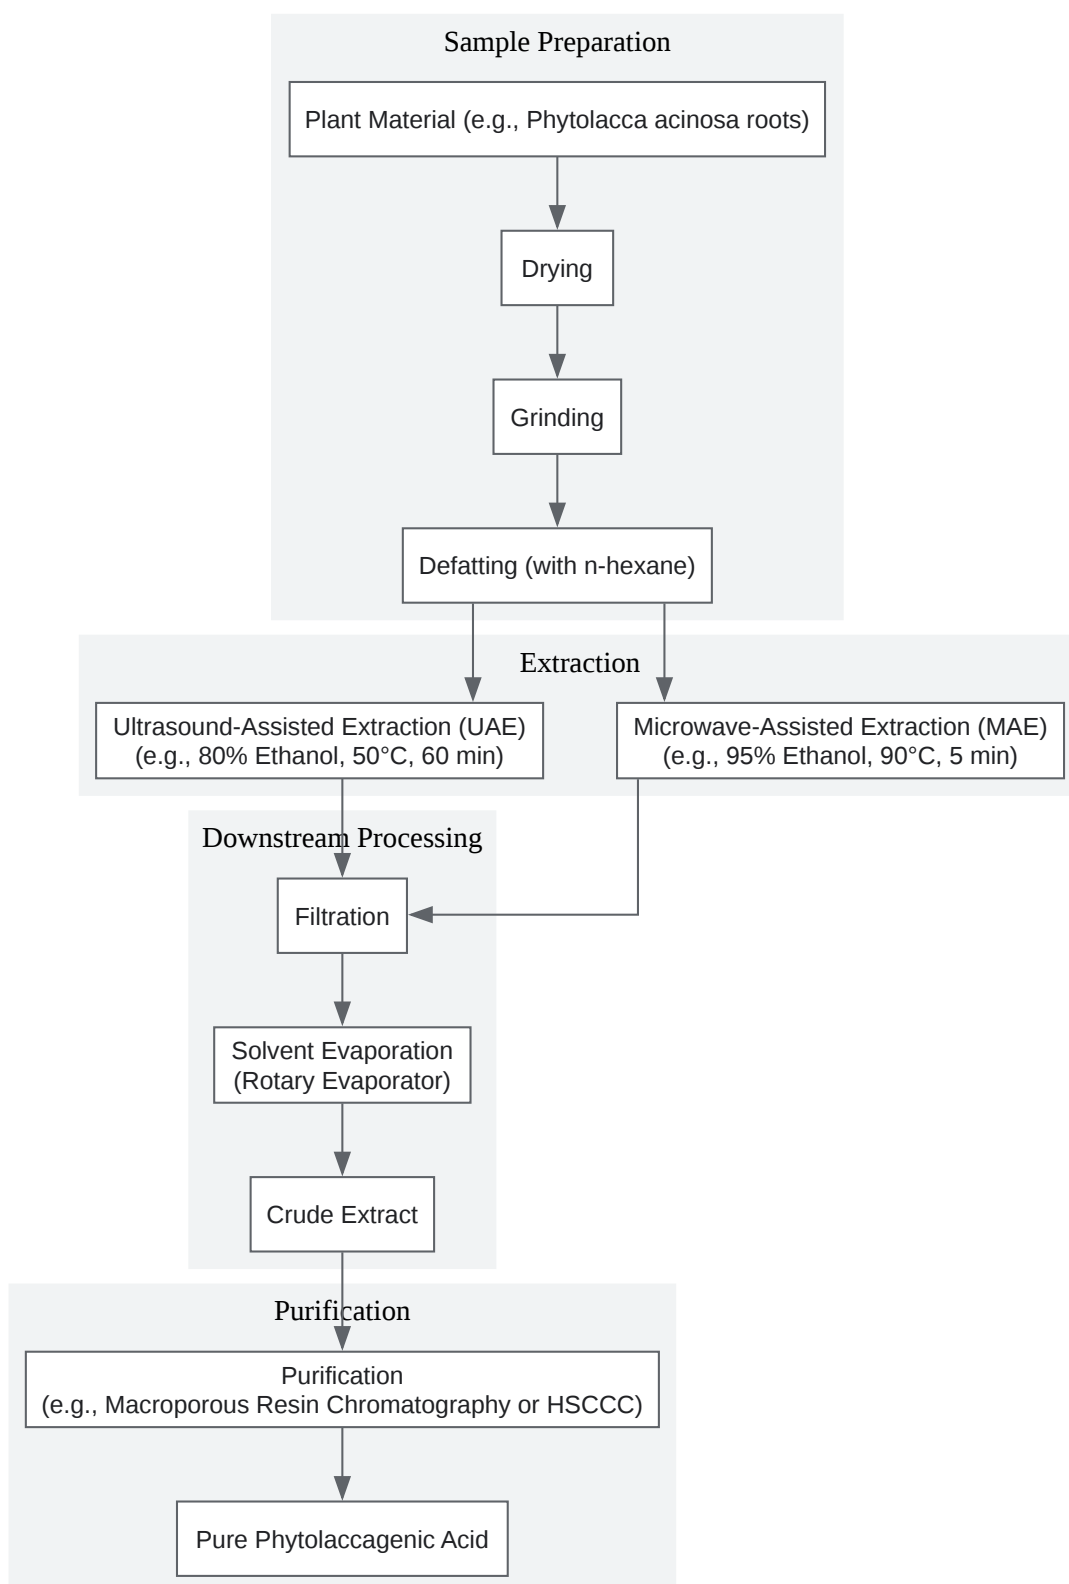 Sample Preparation
Plant Material (e.g., Phytolacca acinosa roots)
Drying
Grinding
Defatting (with n-hexane)
Extraction
Ultrasound-Assisted Extraction (UAE)
(e.g., 80% Ethanol, 50°C, 60 min)
Microwave-Assisted Extraction (MAE)
(e.g., 95% Ethanol, 90°C, 5 min)
Downstream Processing
Filtration
Solvent Evaporation
(Rotary Evaporator)
Crude Extract
Purification
Purification
(e.g., Macroporous Resin Chromatography or HSCCC)
Pure Phytolaccagenic Acid